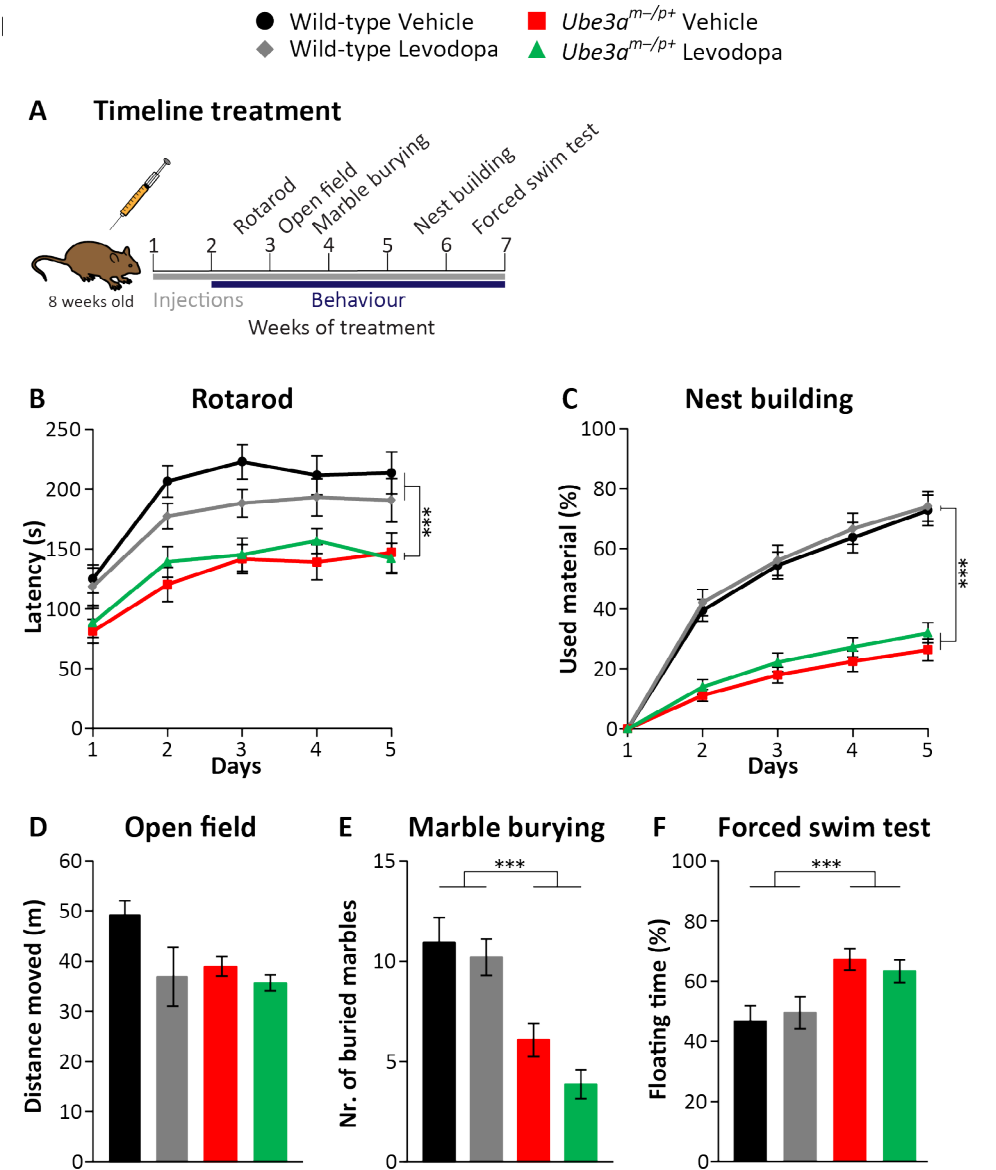 Wild-type Vehicle
Ube3a^m–/p+ Vehicle
Wild-type Levodopa
Ube3a^m–/p+ Levodopa
A Timeline treatment
Rotarod
Open field
Marble burying
Nest building
Forced swim test
1 2 3 4 5 6 7
8 weeks old
Injections
Behaviour
Weeks of treatment
B Rotarod
Latency (s)
250
200
150
100
50
0
1 2 3 4 5
Days
***
C Nest building
Used material (%)
100
80
60
40
20
0
1 2 3 4 5
Days
***
D Open field
Distance moved (m)
60
50
40
30
20
10
0
E Marble burying
Nr. of buried marbles
15
10
5
0
***
F Forced swim test
Floating time (%)
100
80
60
40
20
0
***